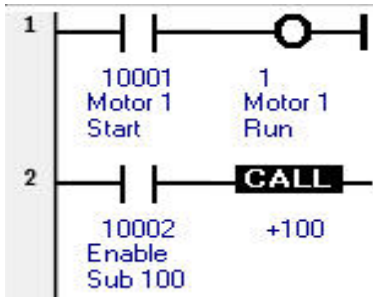 1
10001 1
Motor 1 Motor 1
Start Run
2
CALL
10002 +100
Enable
Sub 100